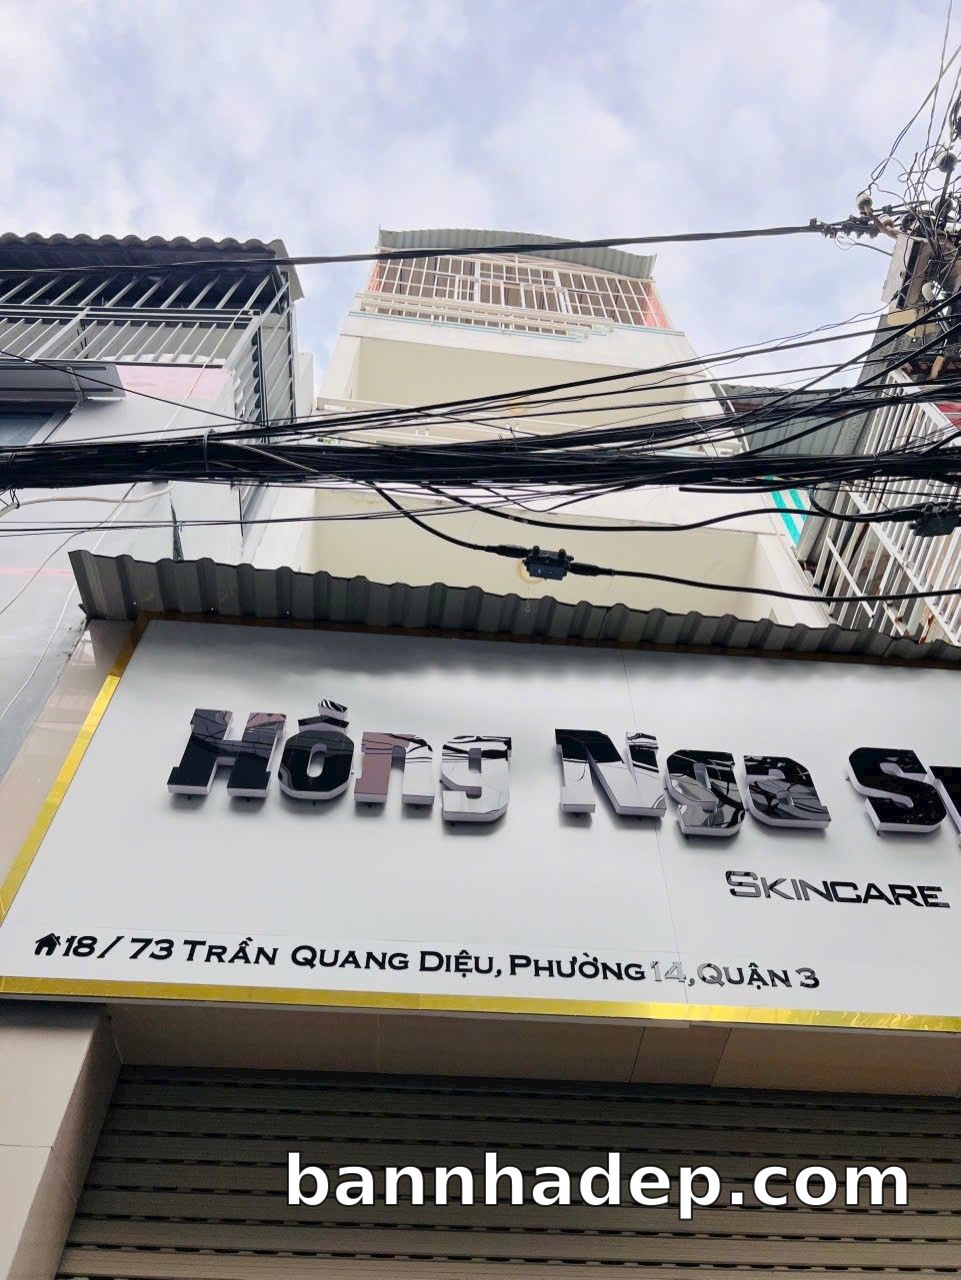 Hồng Nga
Skincare
18 / 73 Trần Quang Diệu, Phường 14, Quận 3
bannhadep.com